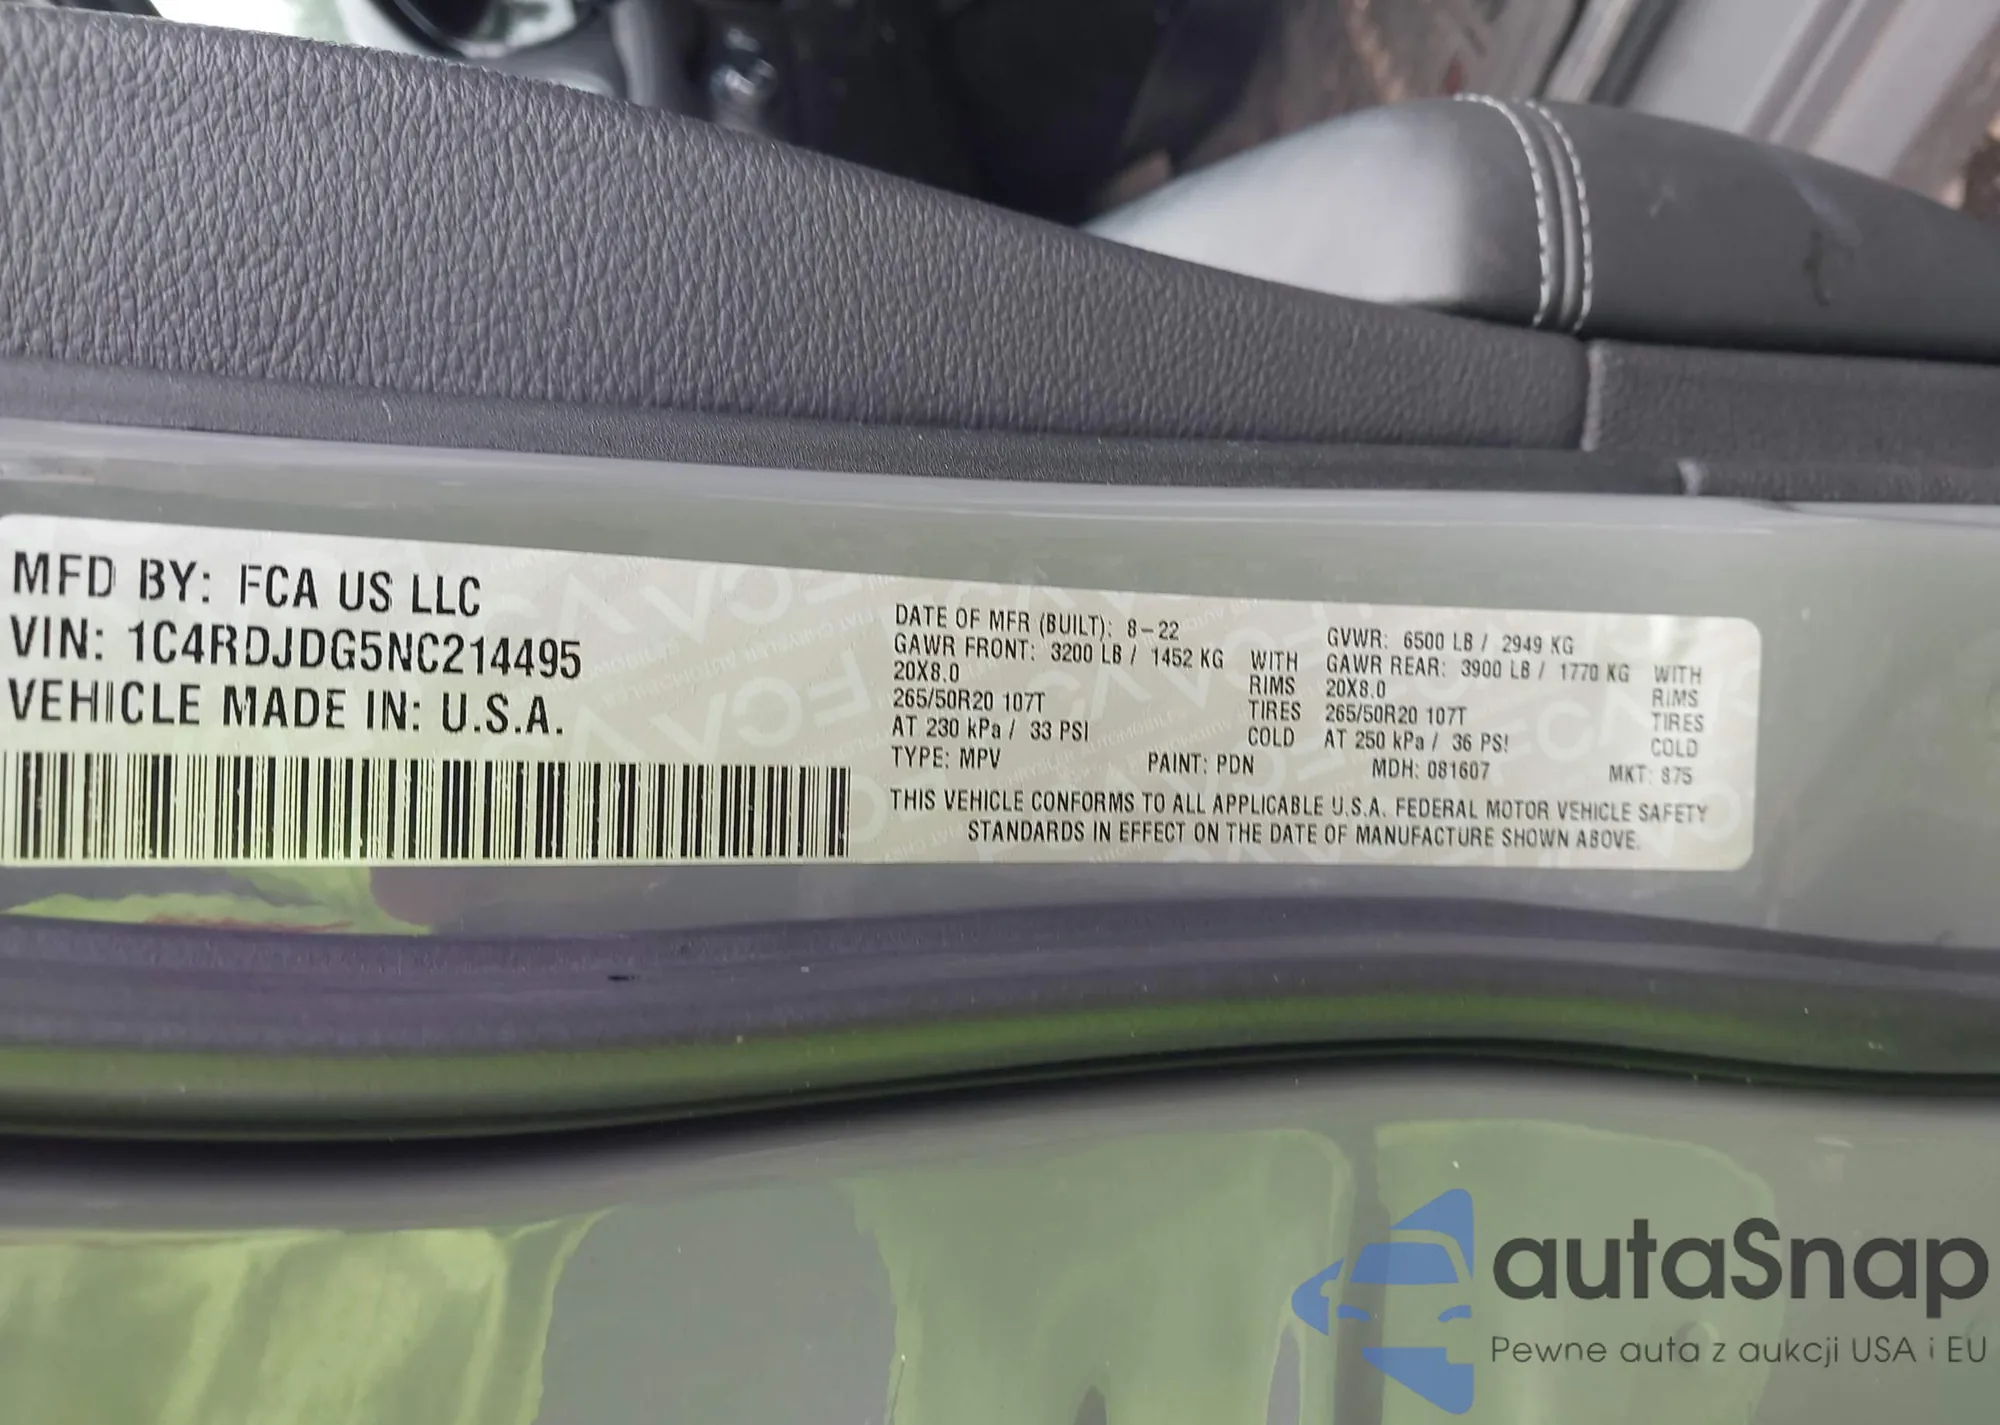 MFD BY: FCA US LLC
VIN: 1C4RDJDG5NC214495
VEHICLE MADE IN: U.S.A.
DATE OF MFR (BUILT): 8-22
GAWR FRONT: 3200 LB / 1452 KG WITH
20X8.0 RIMS
265/50R20 107T TIRES
AT 230 kPa / 33 PSI COLD
GVWR: 6500 LB / 2949 KG
GAWR REAR: 3900 LB / 1770 KG WITH
20X8.0 RIMS
265/50R20 107T TIRES
AT 250 kPa / 36 PSI COLD
TYPE: MPV PAINT: PDN MDH: 081607 MKT: 875
THIS VEHICLE CONFORMS TO ALL APPLICABLE U.S.A. FEDERAL MOTOR VEHICLE SAFETY
STANDARDS IN EFFECT ON THE DATE OF MANUFACTURE SHOWN ABOVE.
autaSnap
Pewne auta z aukcji USA i EU